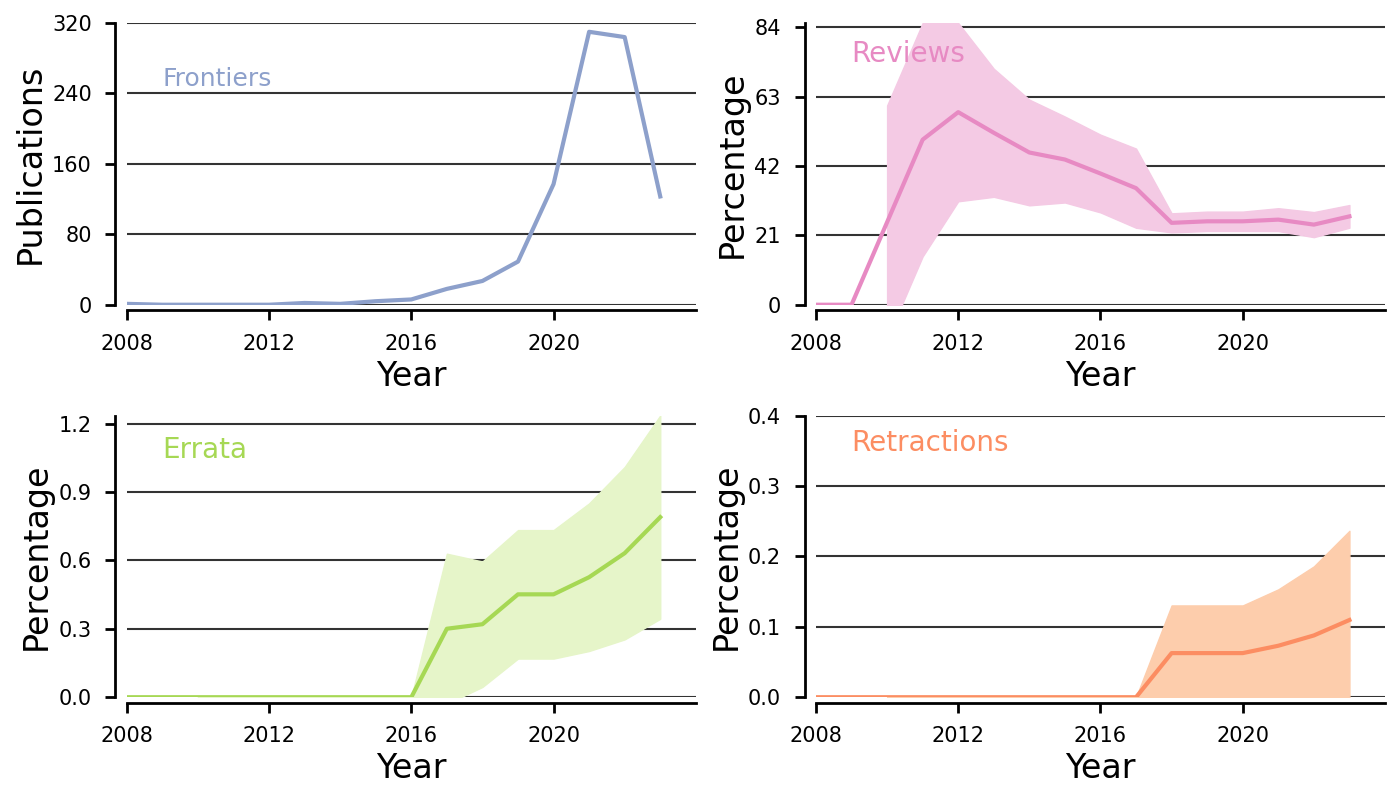 320
240
160
80
0
Publications
Frontiers
2008 2012 2016 2020
Year
84
63
42
21
0
Percentage
Reviews
2008 2012 2016 2020
Year
1.2
0.9
0.6
0.3
0.0
Percentage
Errata
2008 2012 2016 2020
Year
0.4
0.3
0.2
0.1
0.0
Percentage
Retractions
2008 2012 2016 2020
Year